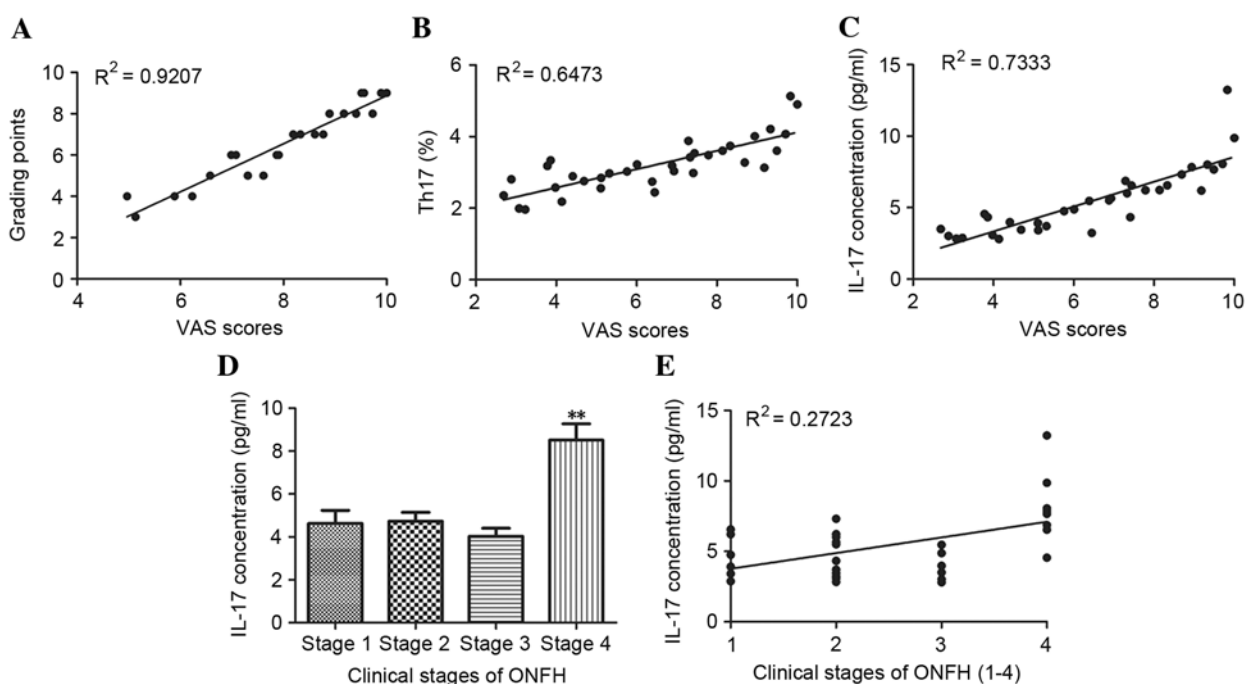 A
R² = 0.9207
Grading points
10
8
6
4
2
0
4
6
8
10
VAS scores
B
R² = 0.6473
Th17 (%)
6
4
2
0
2
4
6
8
10
VAS scores
C
R² = 0.7333
IL-17 concentration (pg/ml)
15
10
5
0
2
4
6
8
10
VAS scores
D
IL-17 concentration (pg/ml)
10
8
6
4
2
0
**
Stage 1 Stage 2 Stage 3 Stage 4
Clinical stages of ONFH
E
R² = 0.2723
IL-17 concentration (pg/ml)
15
10
5
0
1
2
3
4
Clinical stages of ONFH (1-4)